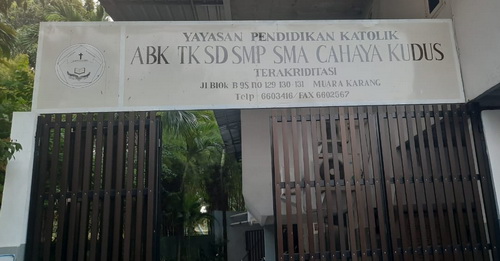 YAYASAN PENDIDIKAN KATOLIK
ABK TK SD SMP SMA CAHAYA KUDUS
TERAKRIDITASI
Jl Blok B 9S 110 129 130 131 MUARA KARANG
Telp 6603416 FAX 6602567